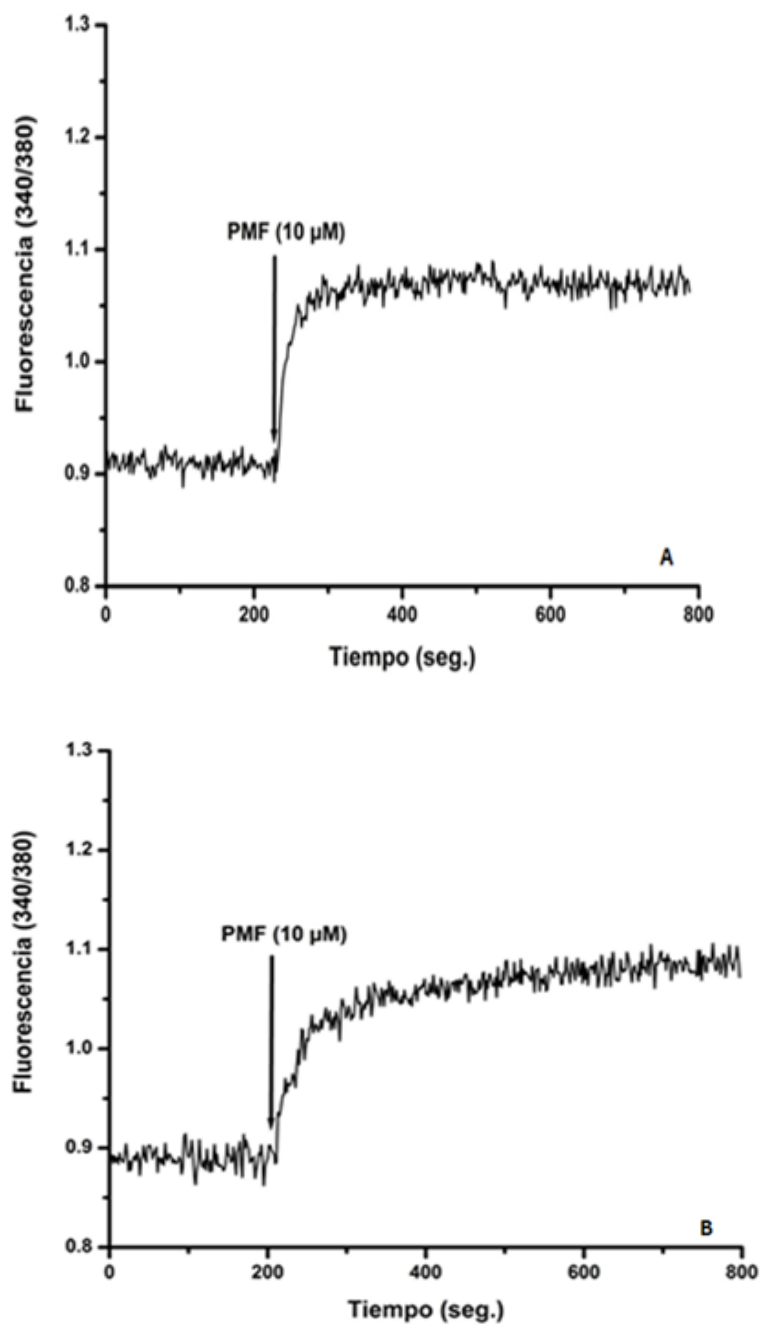 1.3
1.2
1.1
1.0
0.9
0.8
Fluorescencia (340/380)
PMF (10 µM)
A
0
200
400
600
800
Tiempo (seg.)
1.3
1.2
1.1
1.0
0.9
0.8
Fluorescencia (340/380)
PMF (10 µM)
B
0
200
400
600
800
Tiempo (seg.)